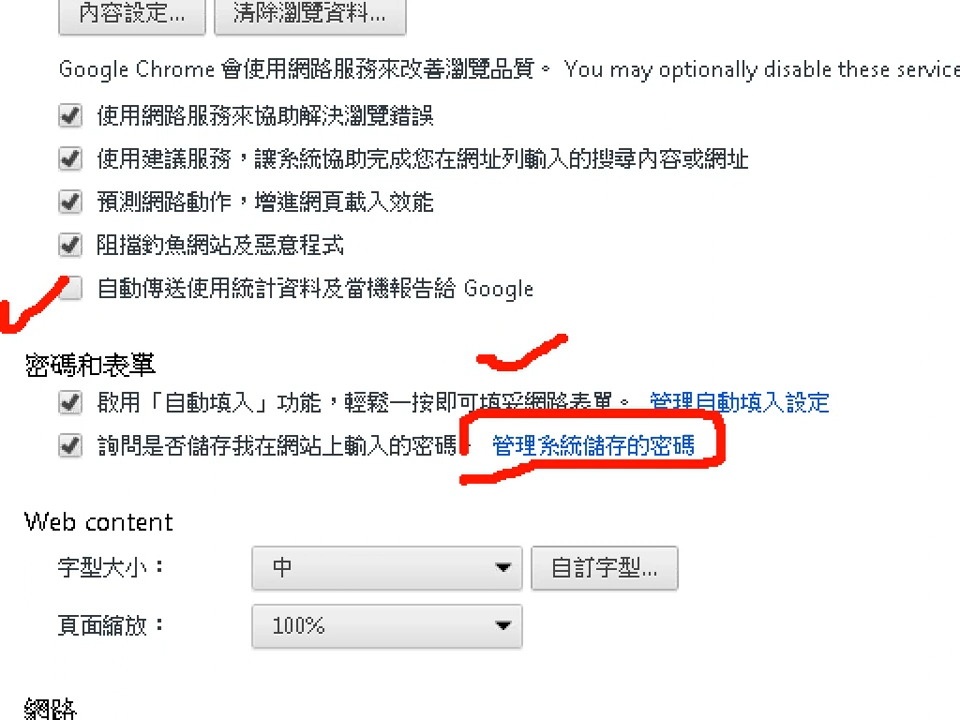 內容設定... 清除瀏覽資料...
Google Chrome 會使用網路服務來改善瀏覽品質。 You may optionally disable these service
使用網路服務來協助解決瀏覽錯誤
使用建議服務，讓系統協助完成您在網址列輸入的搜尋內容或網址
預測網路動作，增進網頁載入效能
阻擋釣魚網站及惡意程式
自動傳送使用統計資料及當機報告給 Google
密碼和表單
啟用「自動填入」功能，輕鬆一按即可填妥網路表單。 管理自動填入設定
詢問是否儲存我在網站上輸入的密碼。 管理系統儲存的密碼
Web content
字型大小： 中 自訂字型...
頁面縮放： 100%
網路